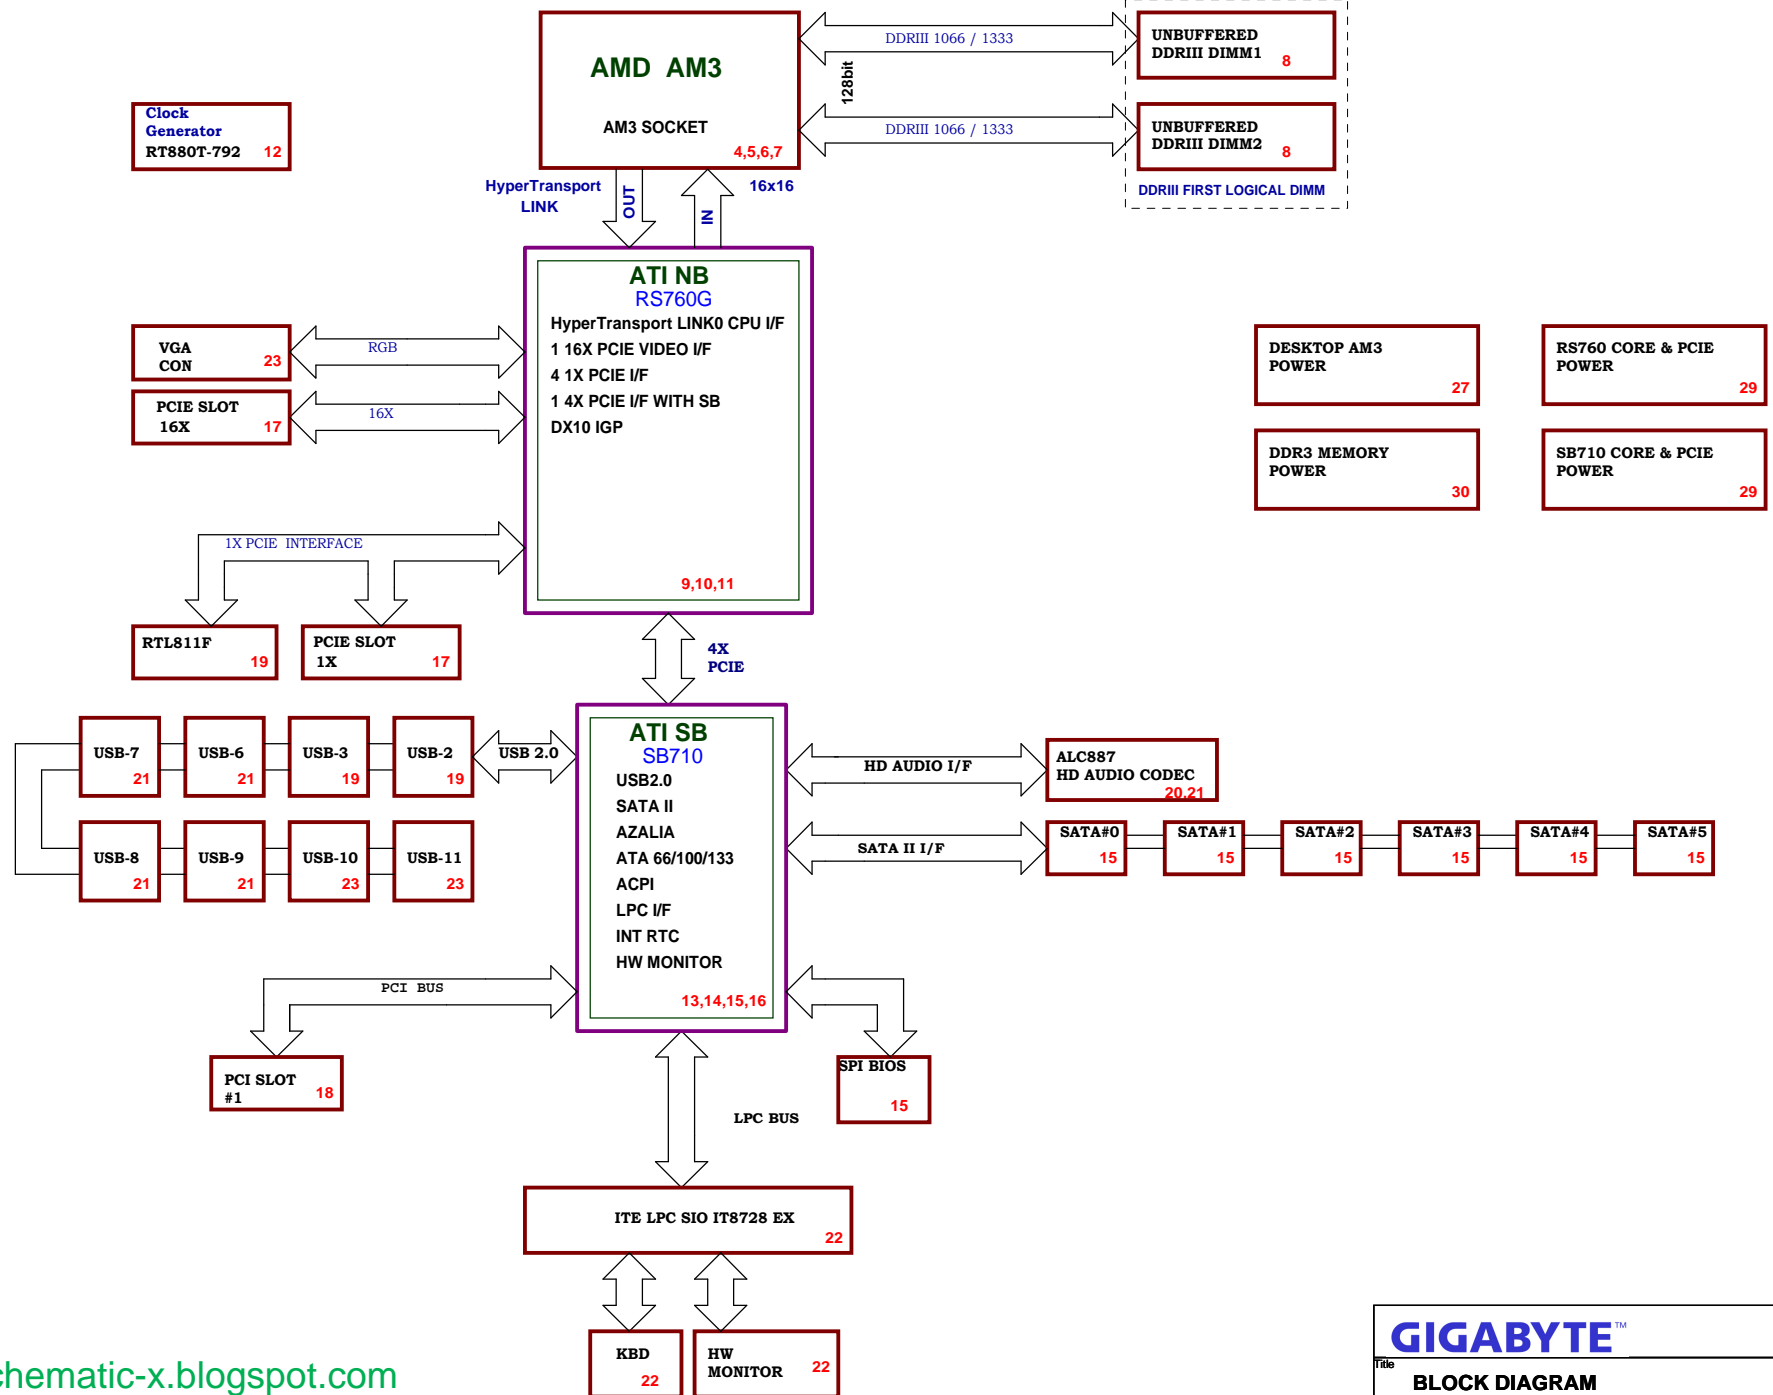 AMD AM3
AM3 SOCKET
4,5,6,7
DDRIII 1066 / 1333
128bit
DDRIII 1066 / 1333
UNBUFFERED
DDRIII DIMM1
8
UNBUFFERED
DDRIII DIMM2
8
DDRIII FIRST LOGICAL DIMM
Clock
Generator
RT880T-792 12
HyperTransport
LINK
OUT
IN
16x16
ATI NB
RS760G
HyperTransport LINK0 CPU I/F
1 16X PCIE VIDEO I/F
4 1X PCIE I/F
1 4X PCIE I/F WITH SB
DX10 IGP
9,10,11
VGA
CON
23
RGB
PCIE SLOT
16X
17
16X
DESKTOP AM3
POWER
27
RS760 CORE & PCIE
POWER
29
DDR3 MEMORY
POWER
30
SB710 CORE & PCIE
POWER
29
1X PCIE INTERFACE
RTL811F
19
PCIE SLOT
1X
17
4X
PCIE
USB-7
21
USB-6
21
USB-3
19
USB-2
19
USB 2.0
USB-8
21
USB-9
21
USB-10
23
USB-11
23
ATI SB
SB710
USB2.0
SATA II
AZALIA
ATA 66/100/133
ACPI
LPC I/F
INT RTC
HW MONITOR
13,14,15,16
HD AUDIO I/F
ALC887
HD AUDIO CODEC
20,21
SATA II I/F
SATA#0
15
SATA#1
15
SATA#2
15
SATA#3
15
SATA#4
15
SATA#5
15
PCI BUS
PCI SLOT
#1
18
SPI BIOS
15
LPC BUS
ITE LPC SIO IT8728 EX
22
KBD
22
HW
MONITOR
22
chematic-x.blogspot.com
GIGABYTE™
Title
BLOCK DIAGRAM